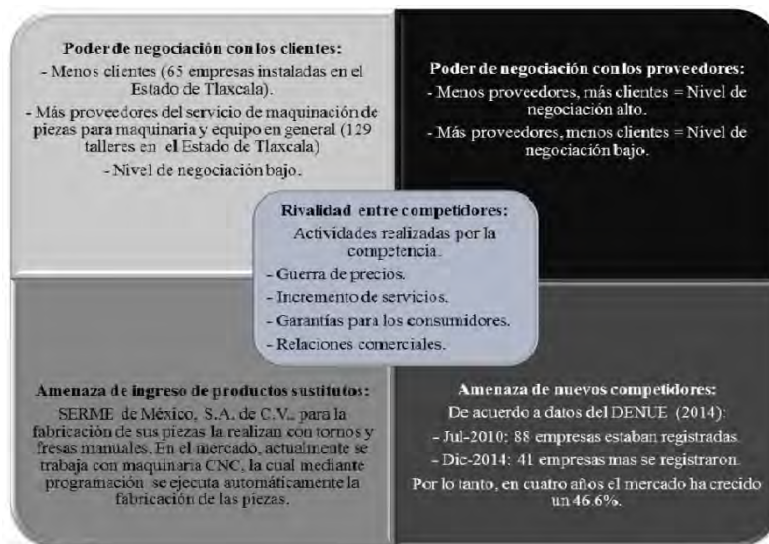 Poder de negociación con los clientes:
- Menos clientes (65 empresas instaladas en el
Estado de Tlaxcala).
- Más proveedores del servicio de maquinación de
piezas para maquinaria y equipo en general (129
talleres en el Estado de Tlaxcala)
- Nivel de negociación bajo.
Poder de negociación con los proveedores:
- Menos proveedores, más clientes = Nivel de
negociación alto.
- Más proveedores, menos clientes = Nivel de
negociación bajo.
Rivalidad entre competidores:
Actividades realizadas por la
competencia.
- Guerra de precios.
- Incremento de servicios.
- Garantías para los consumidores.
- Relaciones comerciales.
Amenaza de ingreso de productos sustitutos:
SERME de México, S.A. de C.V., para la
fabricación de sus piezas la realizan con tornos y
fresas manuales. En el mercado, actualmente se
trabaja con maquinaria CNC, la cual mediante
programación se ejecuta automáticamente la
fabricación de las piezas.
Amenaza de nuevos competidores:
De acuerdo a datos del DENUE (2014):
- Jul-2010: 88 empresas estaban registradas.
- Dic-2014: 41 empresas mas se registraron.
Por lo tanto, en cuatro años el mercado ha crecido
un 46.6%.